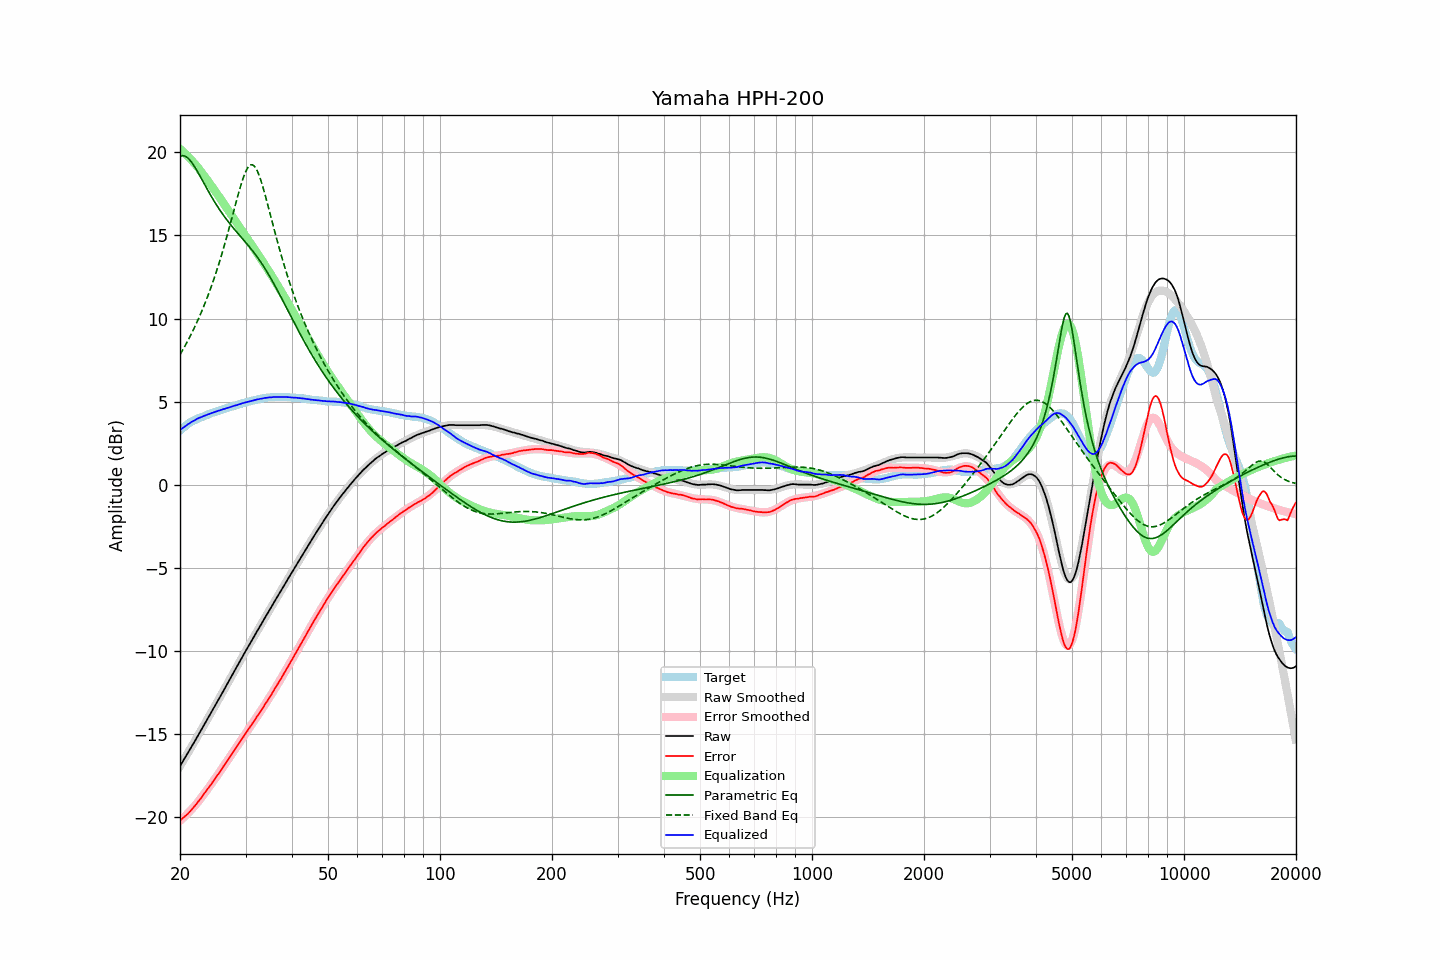 Yamaha HPH-200
Amplitude (dBr)
20
15
10
5
0
−5
−10
−15
−20
Target
Raw Smoothed
Error Smoothed
Raw
Error
Equalization
Parametric Eq
Fixed Band Eq
Equalized
20 50 100 200 500 1000 2000 5000 10000 20000
Frequency (Hz)